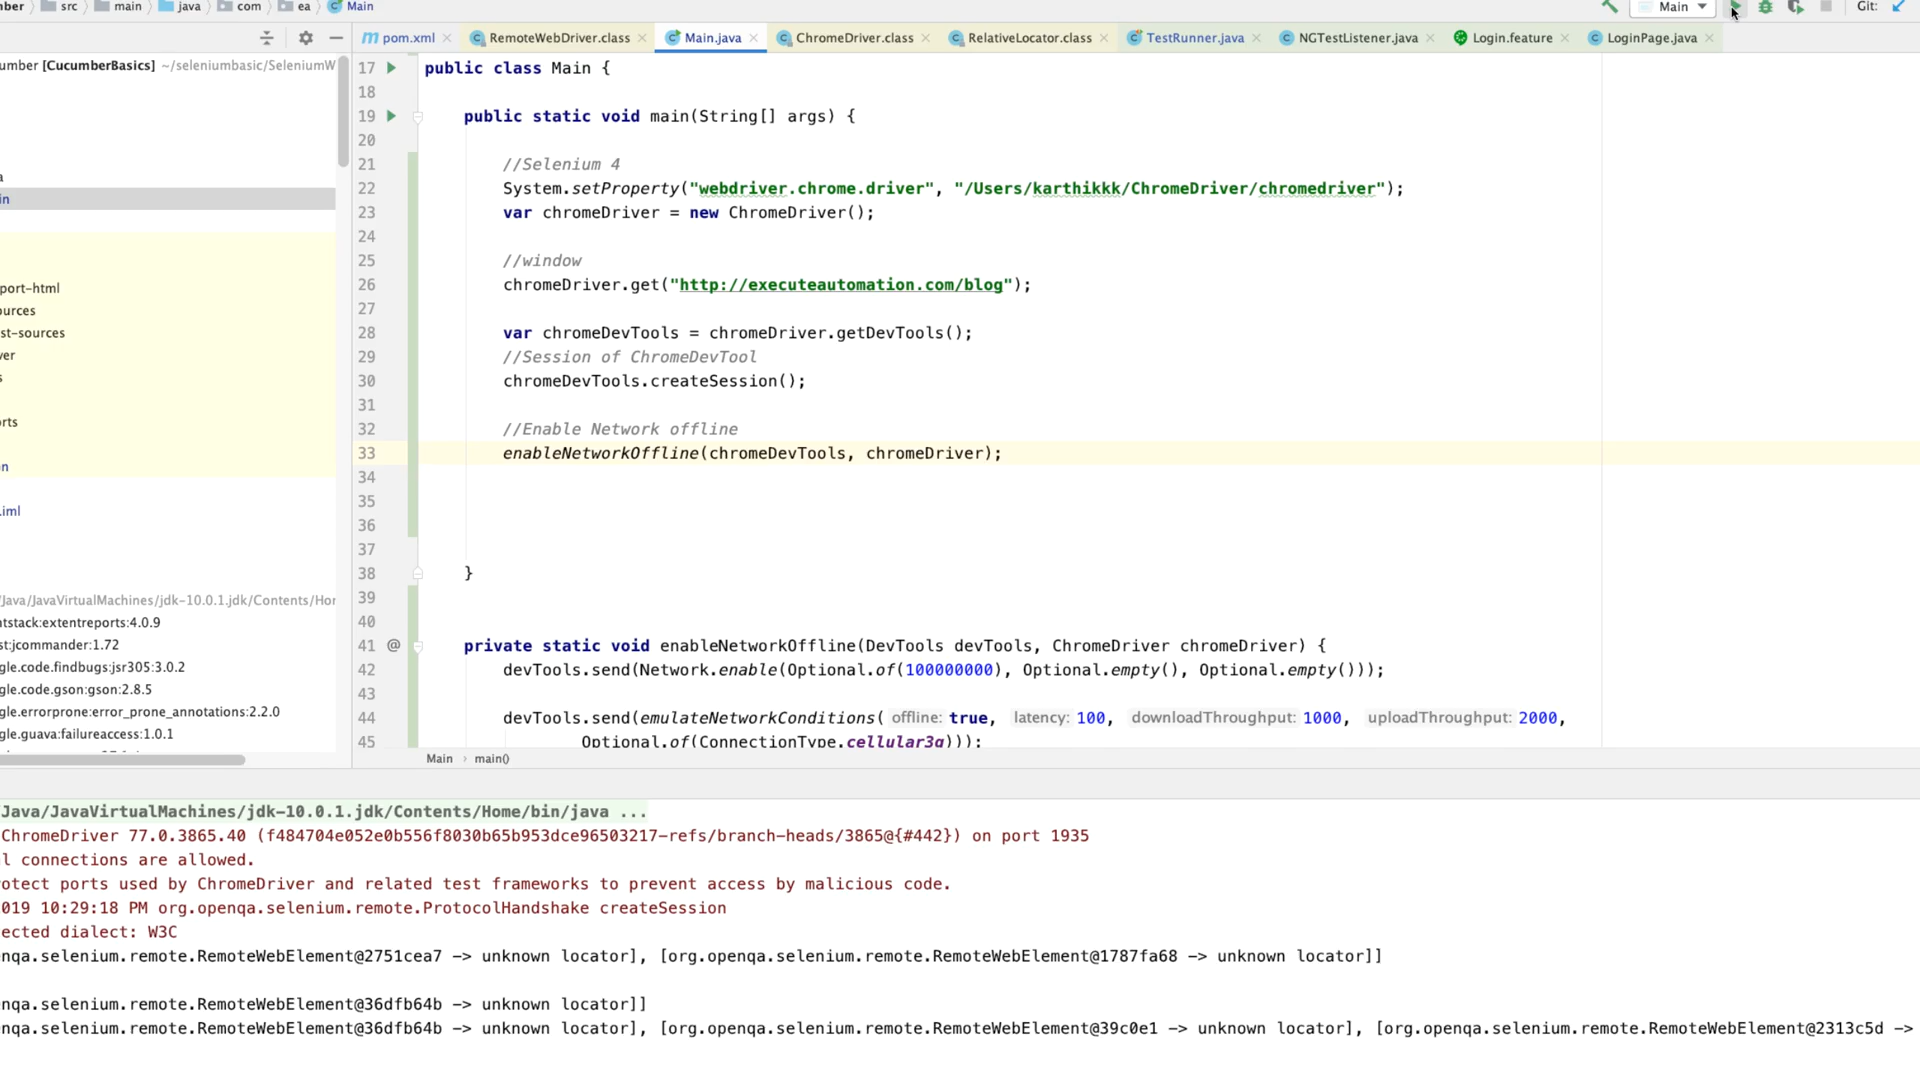 mber > src > main > java > com > ea > Main
Main
Git:
pom.xml RemoteWebDriver.class Main.java ChromeDriver.class RelativeLocator.class TestRunner.java NGTestListener.java Login.feature LoginPage.java
umber [CucumberBasics] ~/seleniumbasic/SeleniumW
a
in
port-html
ources
st-sources
ver
s
orts
n
.iml
/Java/JavaVirtualMachines/jdk-10.0.1.jdk/Contents/Hor
ntstack:extentreports:4.0.9
st:jcommander:1.72
gle.code.findbugs:jsr305:3.0.2
gle.code.gson:gson:2.8.5
gle.errorprone:error_prone_annotations:2.2.0
gle.guava:failureaccess:1.0.1
17 public class Main {
18
19 public static void main(String[] args) {
20
21 //Selenium 4
22 System.setProperty("webdriver.chrome.driver", "/Users/karthikkk/ChromeDriver/chromedriver");
23 var chromeDriver = new ChromeDriver();
24
25 //window
26 chromeDriver.get("http://executeautomation.com/blog");
27
28 var chromeDevTools = chromeDriver.getDevTools();
29 //Session of ChromeDevTool
30 chromeDevTools.createSession();
31
32 //Enable Network offline
33 enableNetworkOffline(chromeDevTools, chromeDriver);
34
35
36
37
38 }
39
40
41 @ private static void enableNetworkOffline(DevTools devTools, ChromeDriver chromeDriver) {
42 devTools.send(Network.enable(Optional.of(100000000), Optional.empty(), Optional.empty()));
43
44 devTools.send(emulateNetworkConditions( offline: true, latency: 100, downloadThroughput: 1000, uploadThroughput: 2000,
45 Optional.of(ConnectionType.cellular3g)));
Main > main()
/Java/JavaVirtualMachines/jdk-10.0.1.jdk/Contents/Home/bin/java ...
ChromeDriver 77.0.3865.40 (f484704e052e0b556f8030b65b953dce96503217-refs/branch-heads/3865@{#442}) on port 1935
l connections are allowed.
otect ports used by ChromeDriver and related test frameworks to prevent access by malicious code.
019 10:29:18 PM org.openqa.selenium.remote.ProtocolHandshake createSession
ected dialect: W3C
nqa.selenium.remote.RemoteWebElement@2751cea7 -> unknown locator], [org.openqa.selenium.remote.RemoteWebElement@1787fa68 -> unknown locator]]
nqa.selenium.remote.RemoteWebElement@36dfb64b -> unknown locator]]
nqa.selenium.remote.RemoteWebElement@36dfb64b -> unknown locator], [org.openqa.selenium.remote.RemoteWebElement@39c0e1 -> unknown locator], [org.openqa.selenium.remote.RemoteWebElement@2313c5d ->